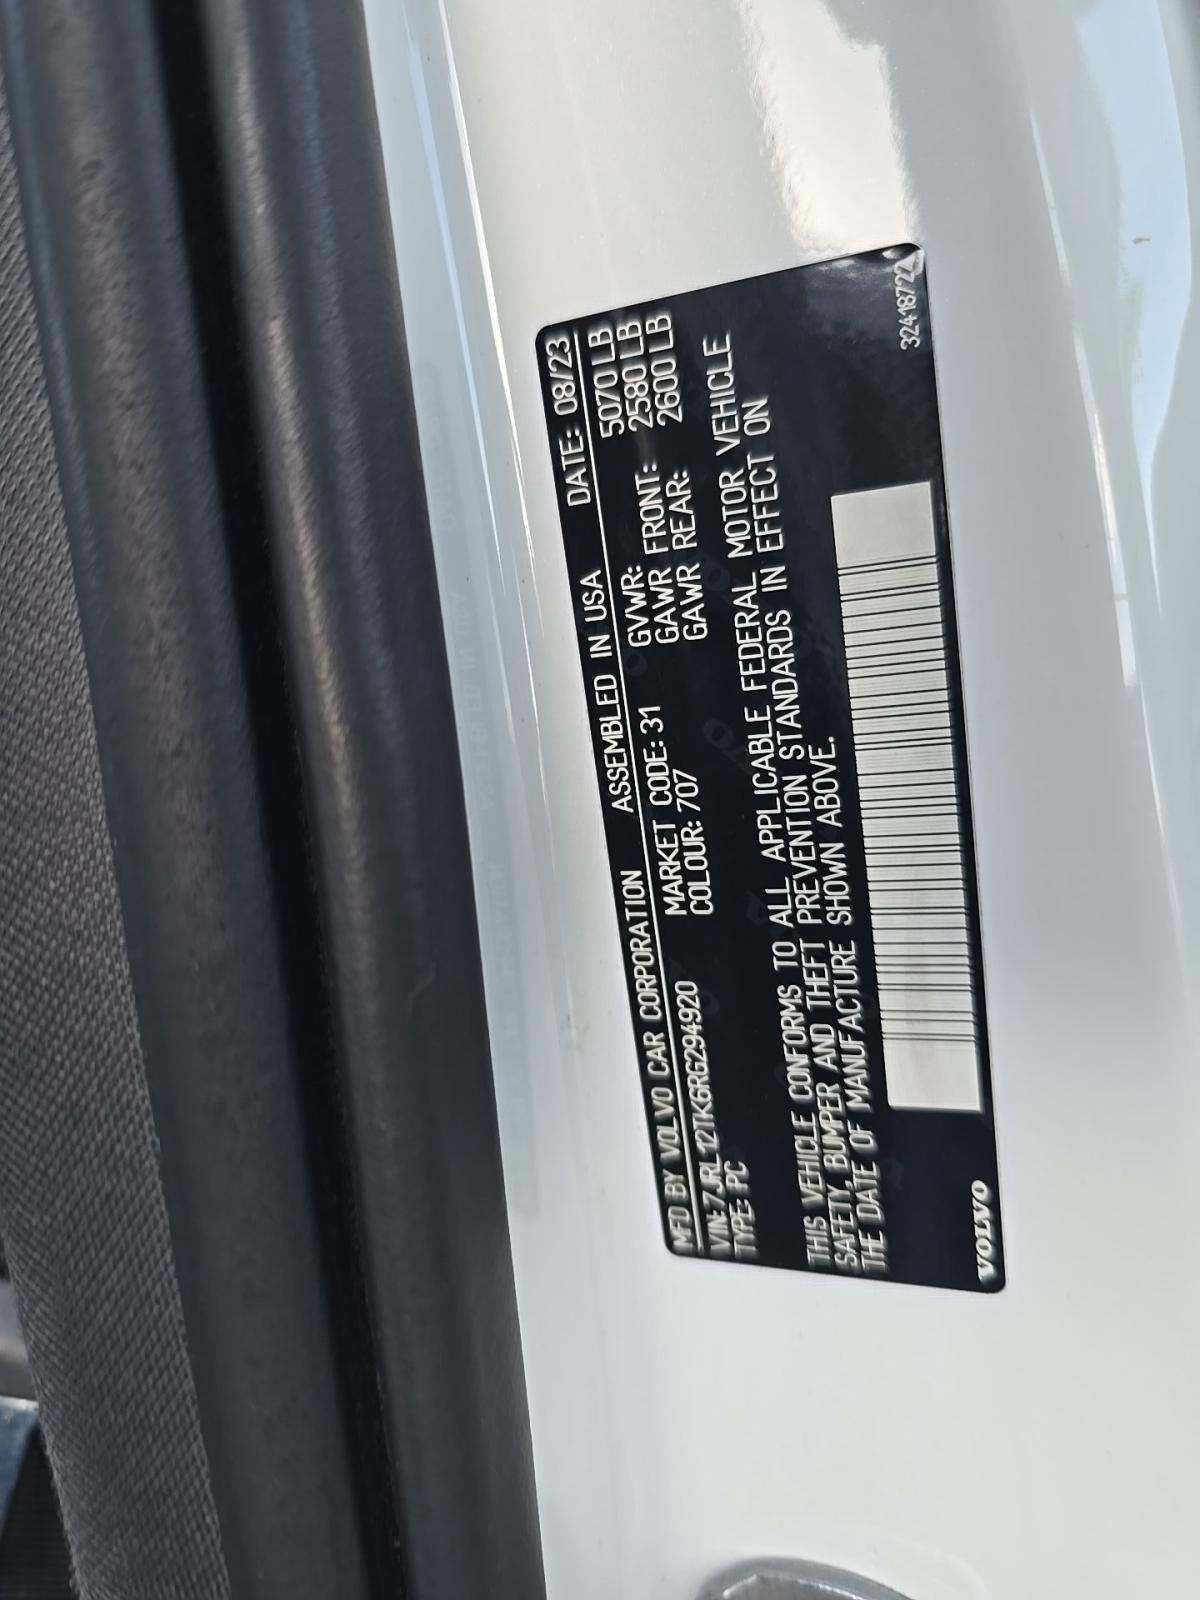 MFD BY VOLVO CAR CORPORATION ASSEMBLED IN USA DATE: 08/23
VIN: 7JRL12TK6RG294920 MARKET CODE: 31 GVWR: 5070 LB
TYPE: PC COLOUR: 707 GAWR FRONT: 2580 LB
GAWR REAR: 2600 LB
THIS VEHICLE CONFORMS TO ALL APPLICABLE FEDERAL MOTOR VEHICLE
SAFETY, BUMPER AND THEFT PREVENTION STANDARDS IN EFFECT ON
THE DATE OF MANUFACTURE SHOWN ABOVE.
VOLVO 32418722